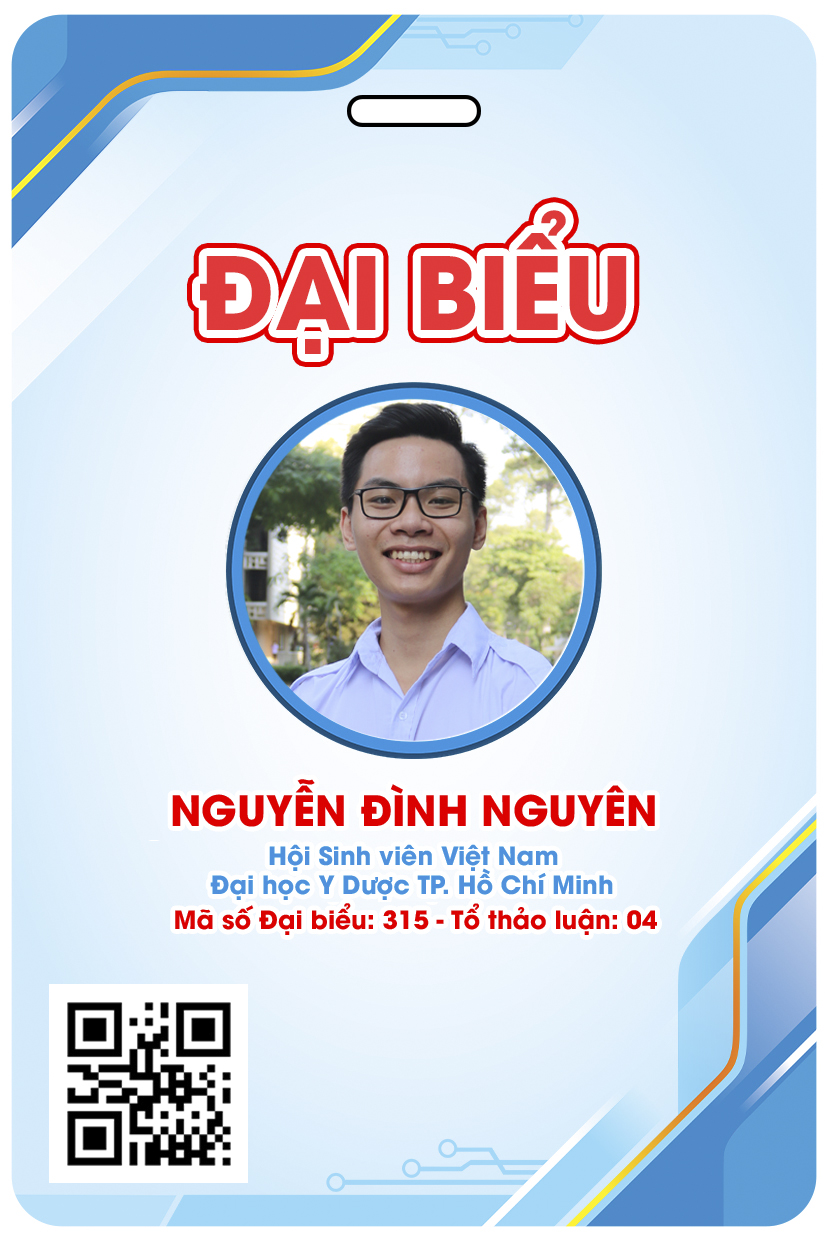 ĐẠI BIỂU
NGUYỄN ĐÌNH NGUYÊN
Hội Sinh viên Việt Nam
Đại học Y Dược TP. Hồ Chí Minh
Mã số Đại biểu: 315 - Tổ thảo luận: 04